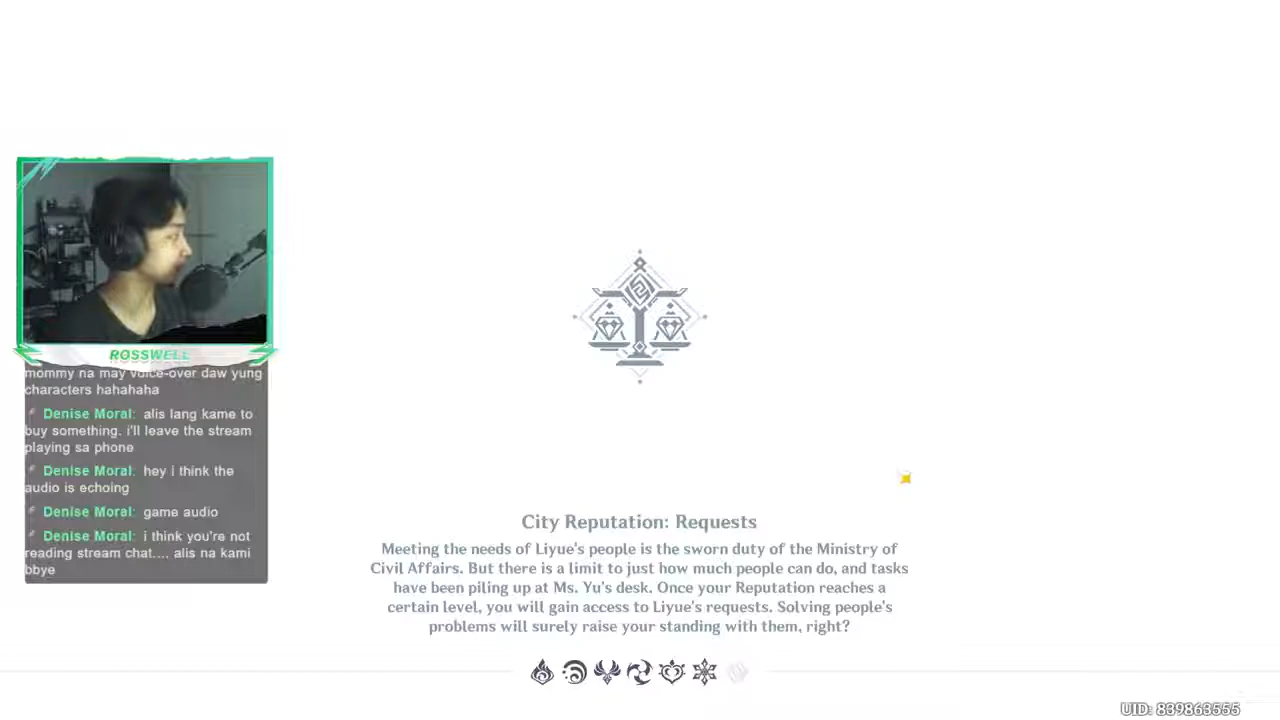 ROSSWELL
mommy na may voice-over daw yung
characters hahahaha
Denise Moral: alis lang kame to
buy something. i'll leave the stream
playing sa phone
Denise Moral: hey i think the
audio is echoing
Denise Moral: game audio
Denise Moral: i think you're not
reading stream chat.... alis na kami
bbye
City Reputation: Requests
Meeting the needs of Liyue's people is the sworn duty of the Ministry of
Civil Affairs. But there is a limit to just how much people can do, and tasks
have been piling up at Ms. Yu's desk. Once your Reputation reaches a
certain level, you will gain access to Liyue's requests. Solving people's
problems will surely raise your standing with them, right?
UID: 839863555